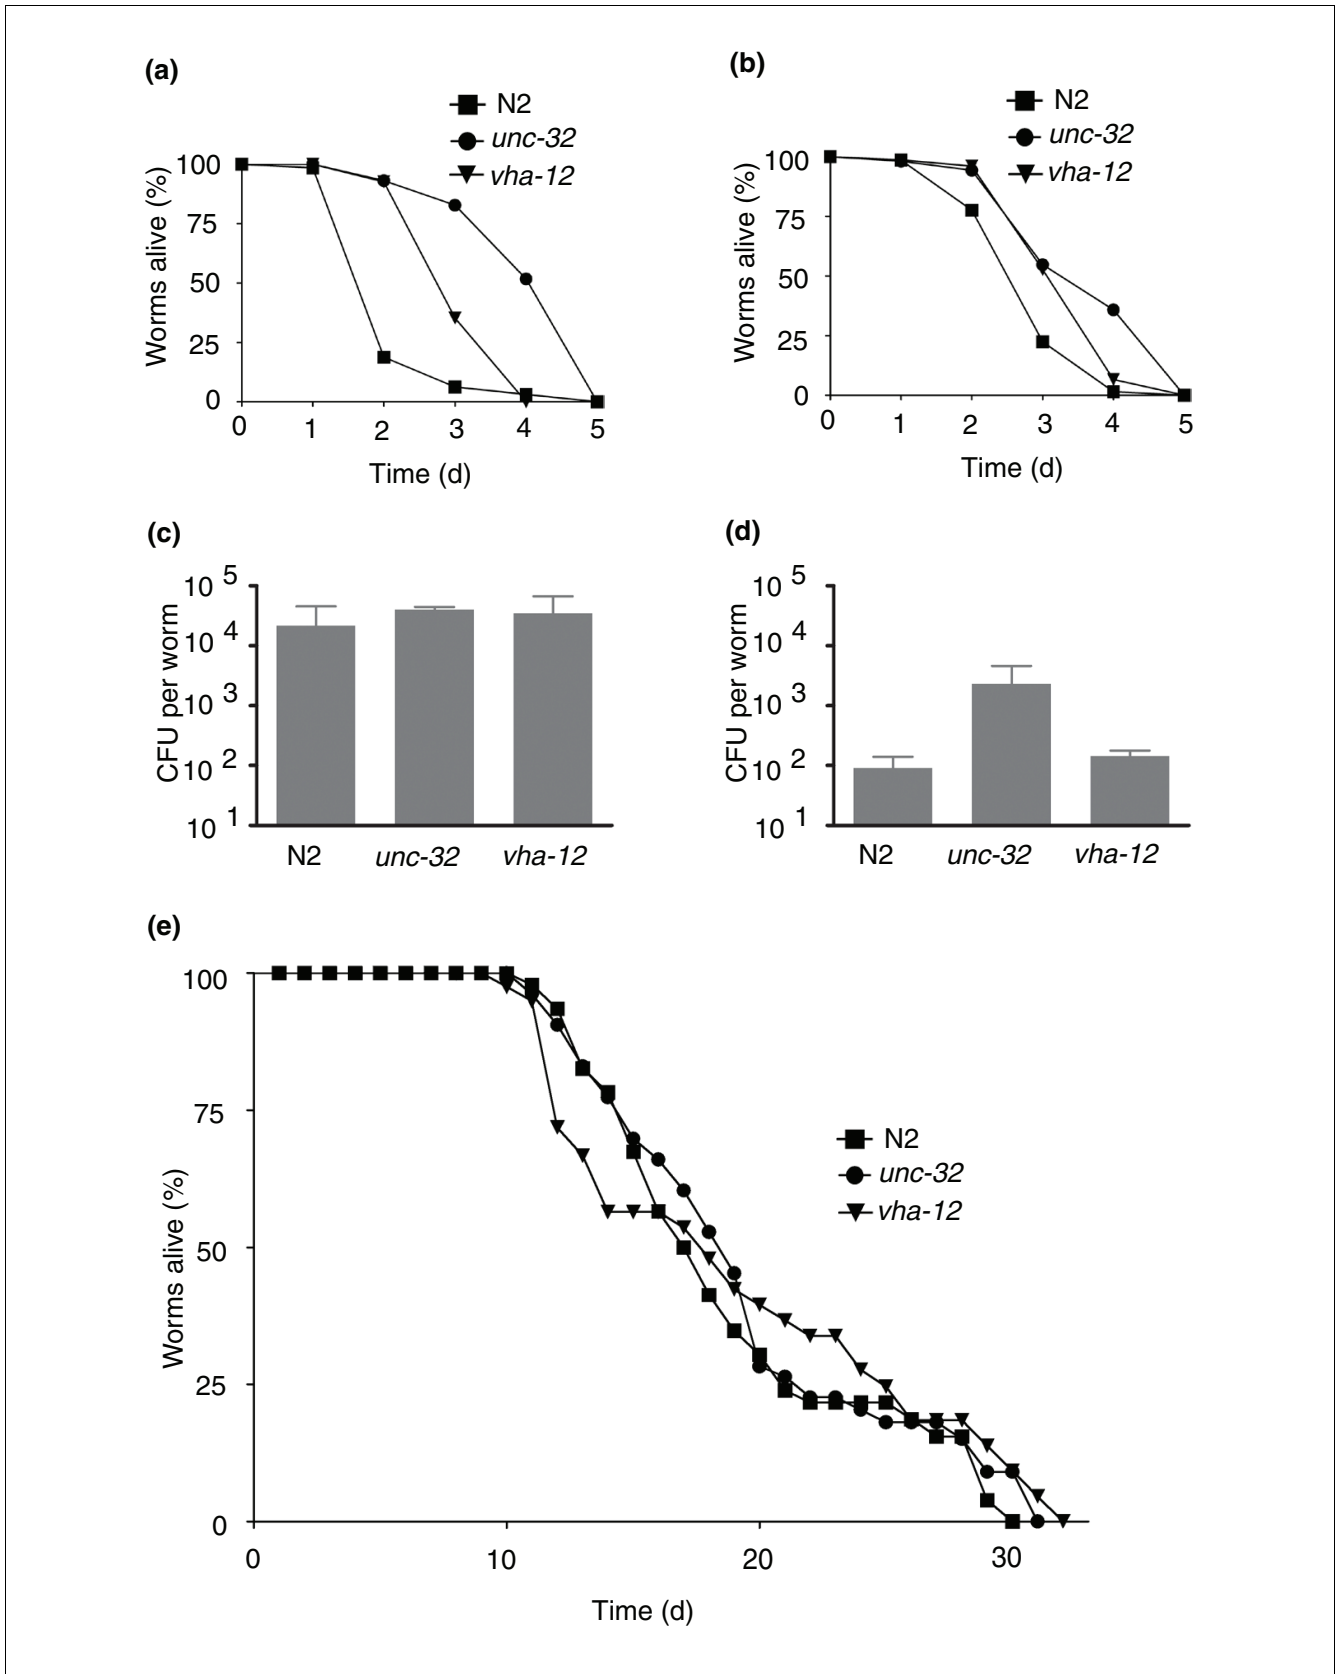 (a)
N2
unc-32
vha-12
Worms alive (%)
100
75
50
25
0
0 1 2 3 4 5
Time (d)
(b)
N2
unc-32
vha-12
Worms alive (%)
100
75
50
25
0
0 1 2 3 4 5
Time (d)
(c)
CFU per worm
10 5
10 4
10 3
10 2
10 1
N2 unc-32 vha-12
(d)
CFU per worm
10 5
10 4
10 3
10 2
10 1
N2 unc-32 vha-12
(e)
Worms alive (%)
100
75
50
25
0
N2
unc-32
vha-12
0 10 20 30
Time (d)